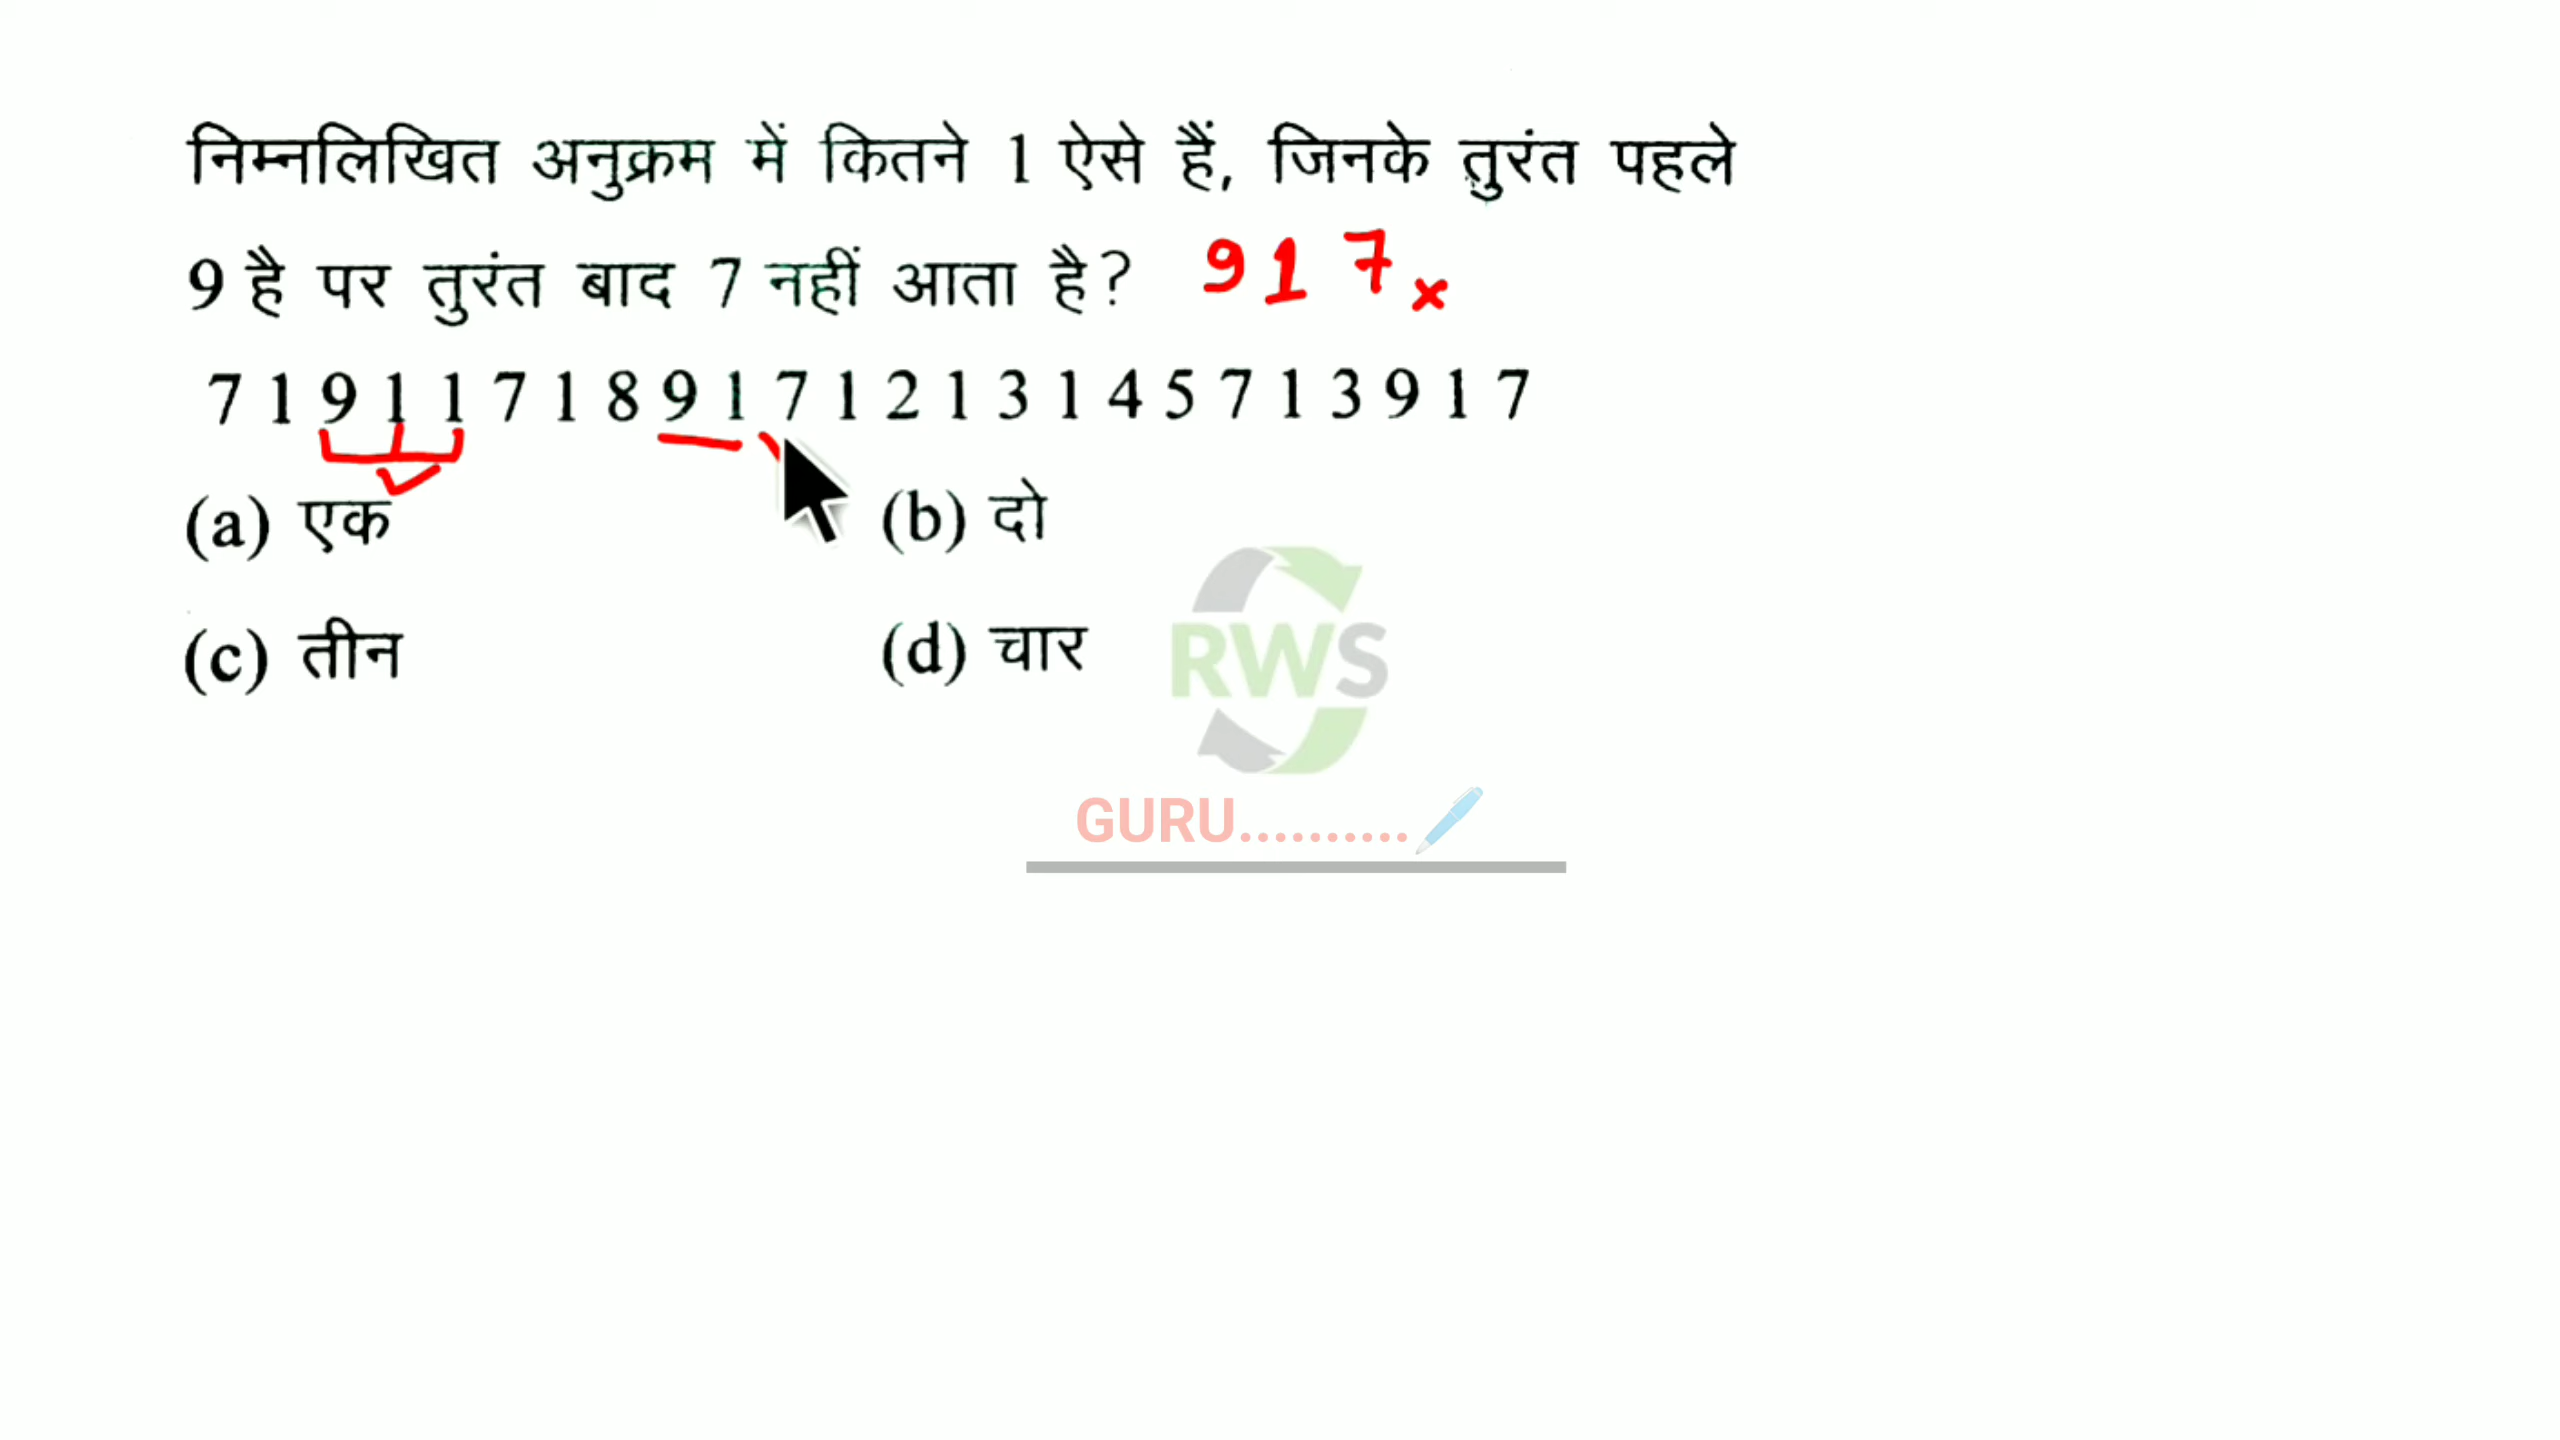 निम्नलिखित अनुक्रम में कितने 1 ऐसे हैं, जिनके तुरंत पहले
9 है पर तुरंत बाद 7 नहीं आता है? 9 1 7 x
7 1 9 1 1 7 1 8 9 1 7 1 2 1 3 1 4 5 7 1 3 9 1 7
(a) एक (b) दो
(c) तीन (d) चार
RWS
GURU..........